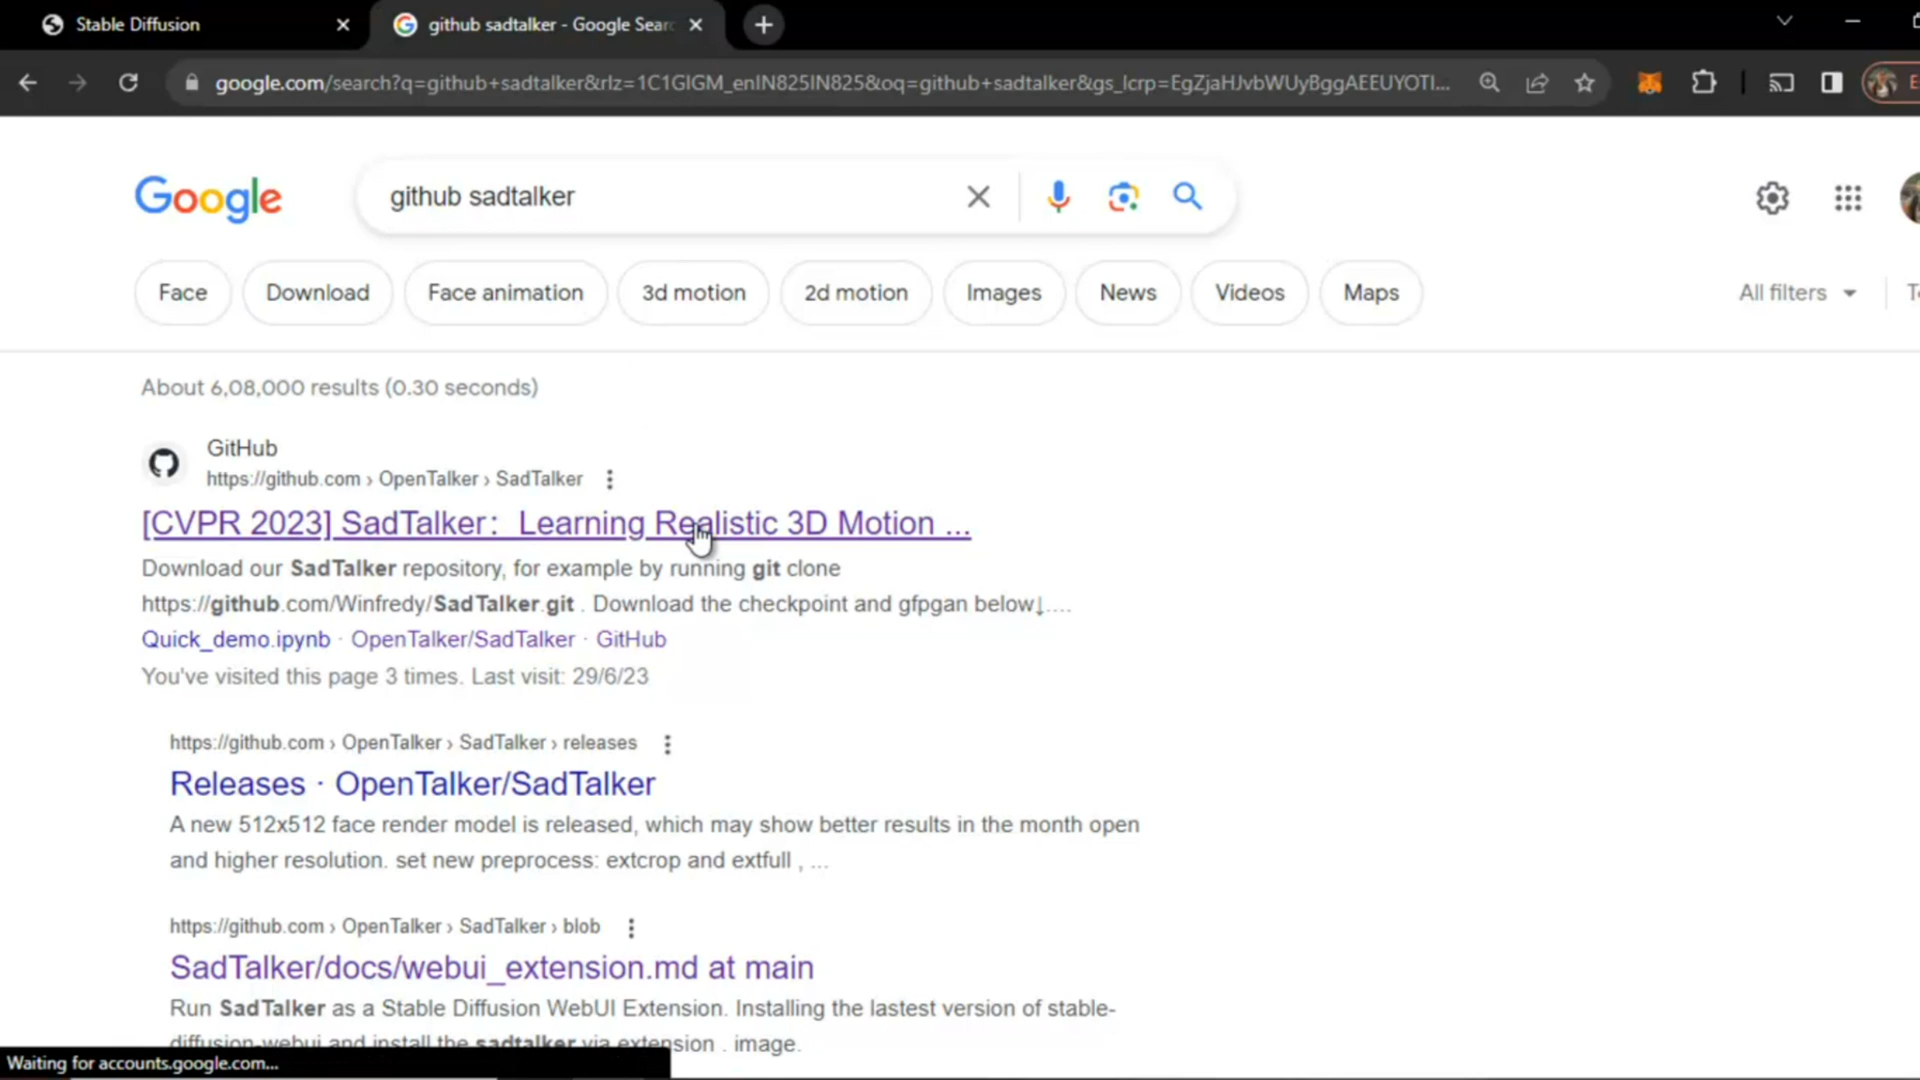 Stable Diffusion
github sadtalker - Google Sear
google.com/search?q=github+sadtalker&rlz=1C1GIGM_enIN825IN825&oq=github+sadtalker&gs_lcrp=EgZjaHJvbWUyBggAEEUYOTI...
Google
github sadtalker
Face
Download
Face animation
3d motion
2d motion
Images
News
Videos
Maps
All filters
About 6,08,000 results (0.30 seconds)
GitHub
https://github.com › OpenTalker › SadTalker
[CVPR 2023] SadTalker：Learning Realistic 3D Motion ...
Download our SadTalker repository, for example by running git clone
https://github.com/Winfredy/SadTalker.git . Download the checkpoint and gfpgan below↓....
Quick_demo.ipynb · OpenTalker/SadTalker · GitHub
You've visited this page 3 times. Last visit: 29/6/23
https://github.com › OpenTalker › SadTalker › releases
Releases · OpenTalker/SadTalker
A new 512x512 face render model is released, which may show better results in the month open
and higher resolution. set new preprocess: extcrop and extfull , ...
https://github.com › OpenTalker › SadTalker › blob
SadTalker/docs/webui_extension.md at main
Run SadTalker as a Stable Diffusion WebUI Extension. Installing the lastest version of stable-
diffusion-webui and install the sadtalker via extension . image.
Waiting for accounts.google.com...